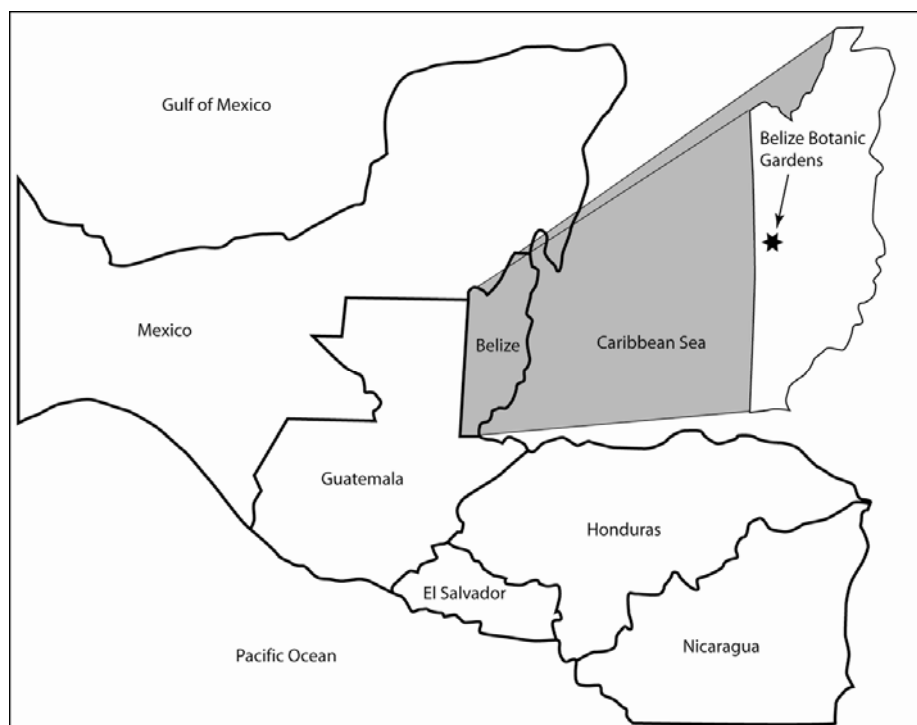 Gulf of Mexico
Belize Botanic
Gardens
Mexico
Belize
Caribbean Sea
Guatemala
Honduras
El Salvador
Nicaragua
Pacific Ocean